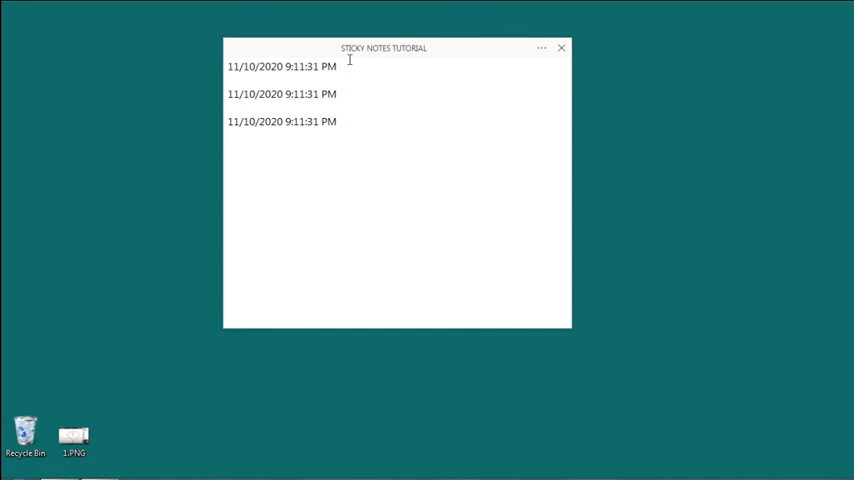 STICKY NOTES TUTORIAL
11/10/2020 9:11:31 PM
11/10/2020 9:11:31 PM
11/10/2020 9:11:31 PM
Recycle Bin
1.PNG